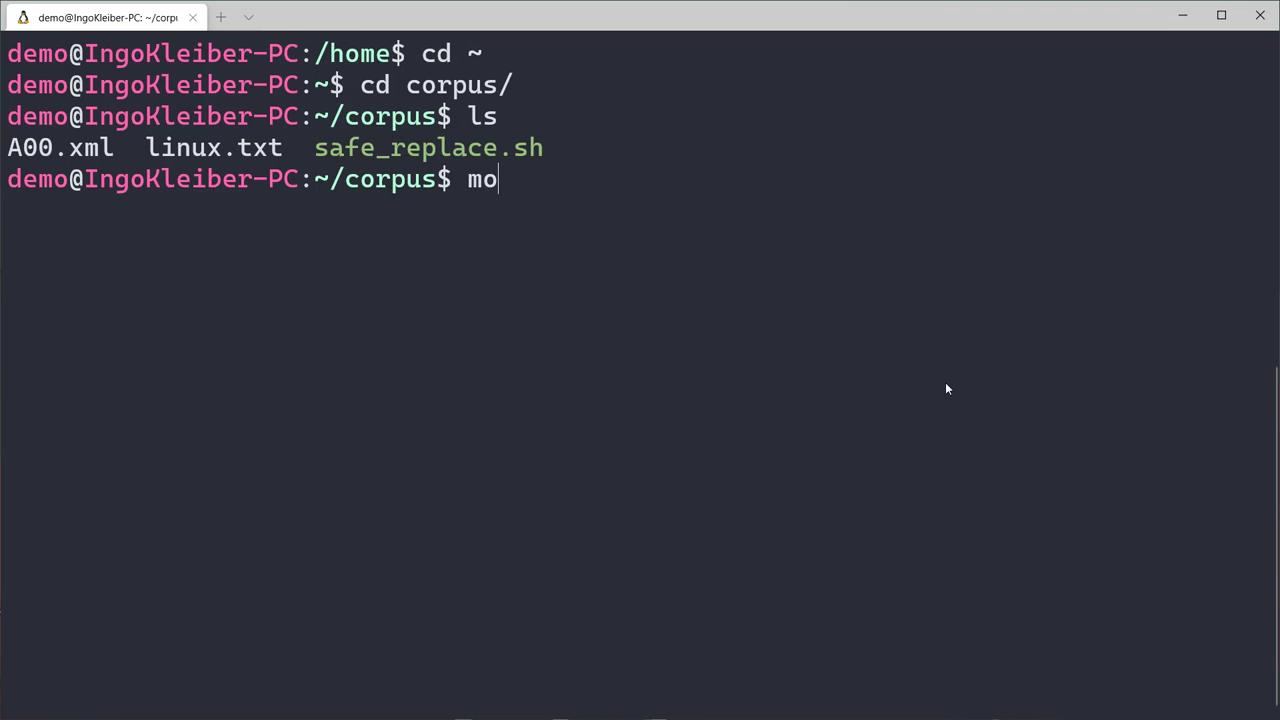 demo@IngoKleiber-PC: ~/corpu
demo@IngoKleiber-PC:/home$ cd ~
demo@IngoKleiber-PC:~$ cd corpus/
demo@IngoKleiber-PC:~/corpus$ ls
A00.xml  linux.txt  safe_replace.sh
demo@IngoKleiber-PC:~/corpus$ mo